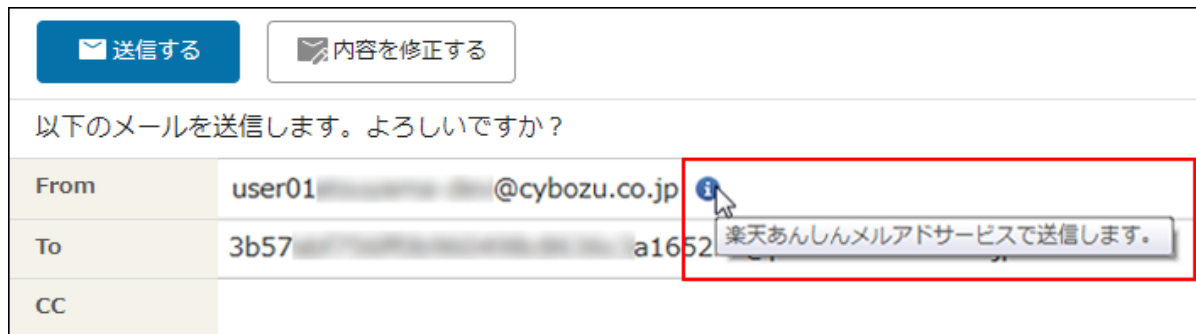 送信する 内容を修正する
以下のメールを送信します。よろしいですか？
From user01 @cybozu.co.jp
楽天あんしんメルアドサービスで送信します。
To 3b57 a1652
CC